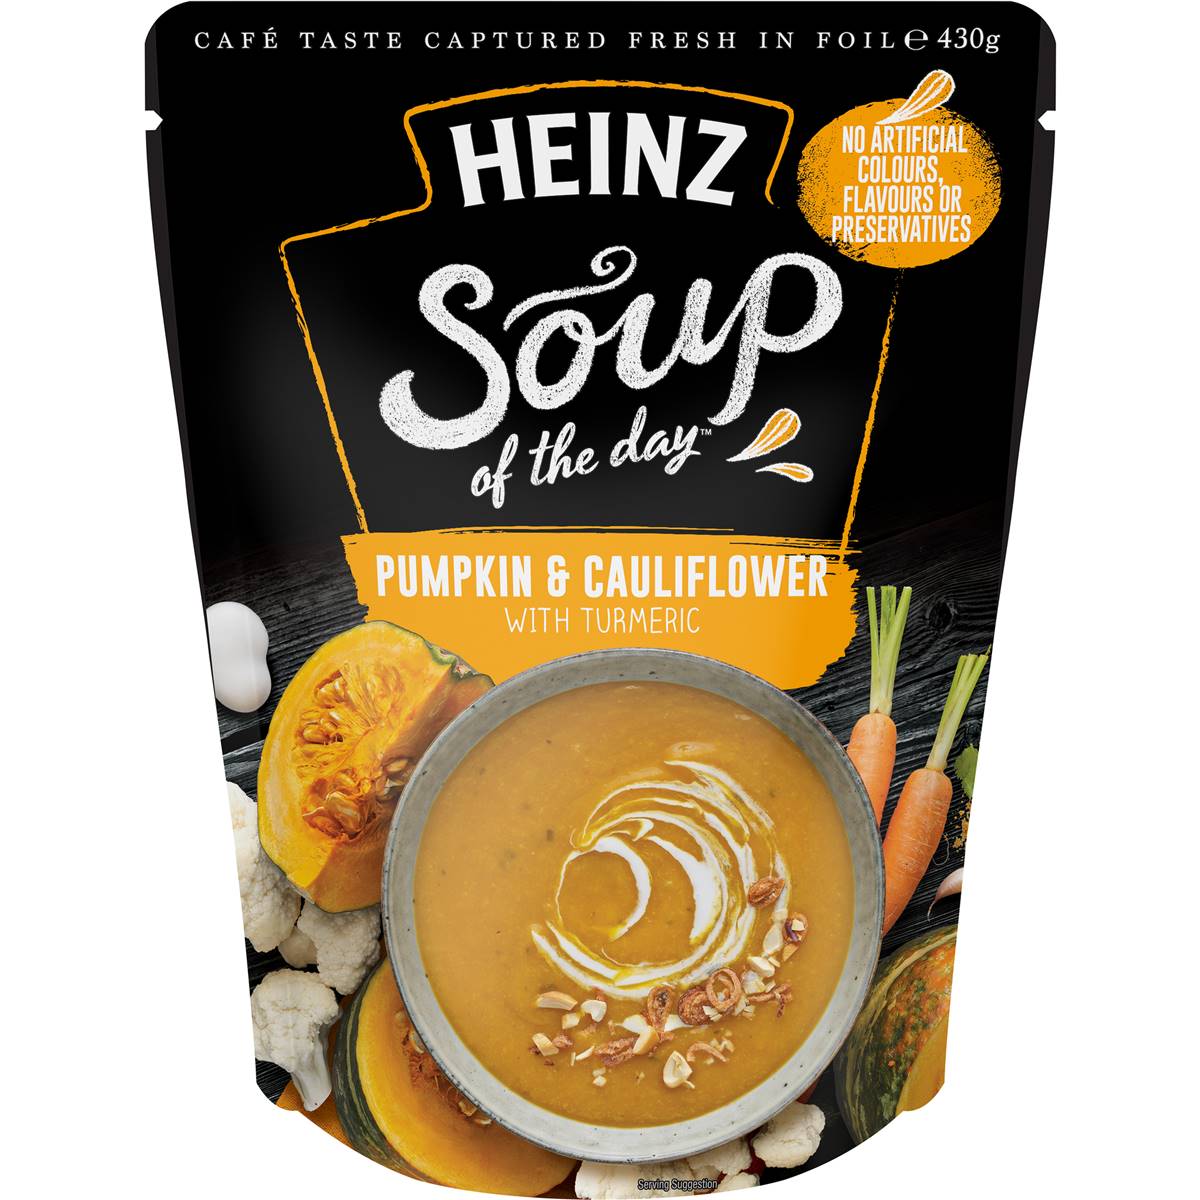 CAFÉ TASTE CAPTURED FRESH IN FOIL ℮ 430g
HEINZ
NO ARTIFICIAL
COLOURS,
FLAVOURS OR
PRESERVATIVES
Soup
of the day™
PUMPKIN & CAULIFLOWER
WITH TURMERIC
Serving Suggestion